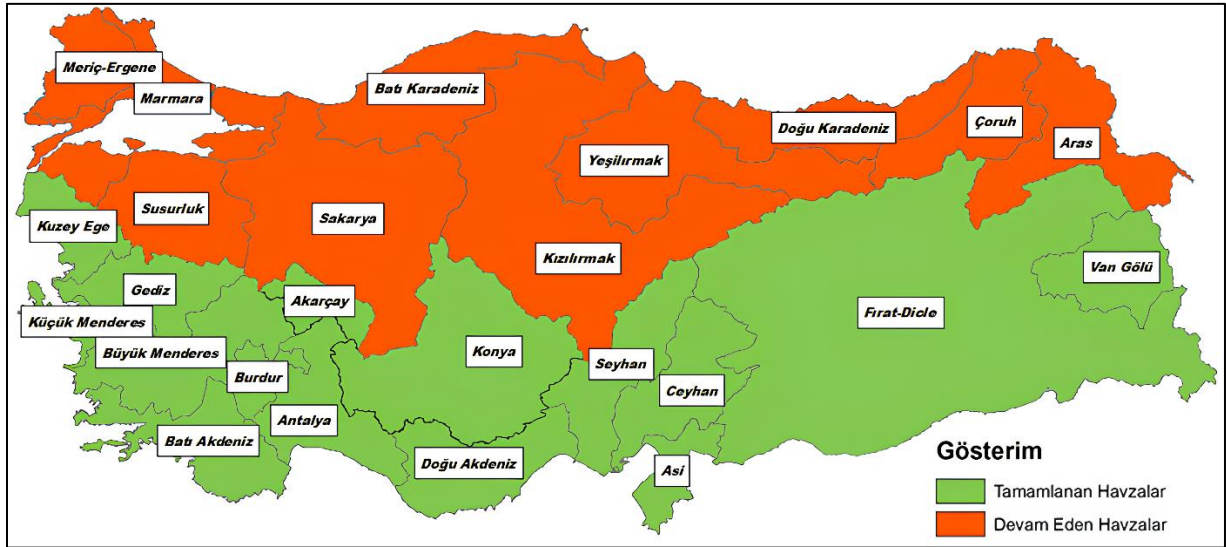 Meriç-Ergene
Marmara
Batı Karadeniz
Doğu Karadeniz
Çoruh
Aras
Yeşilırmak
Susurluk
Sakarya
Kuzey Ege
Kızılırmak
Van Gölü
Gediz
Akarçay
Fırat-Dicle
Küçük Menderes
Büyük Menderes
Konya
Seyhan
Burdur
Ceyhan
Antalya
Batı Akdeniz
Doğu Akdeniz
Asi
Gösterim
Tamamlanan Havzalar
Devam Eden Havzalar